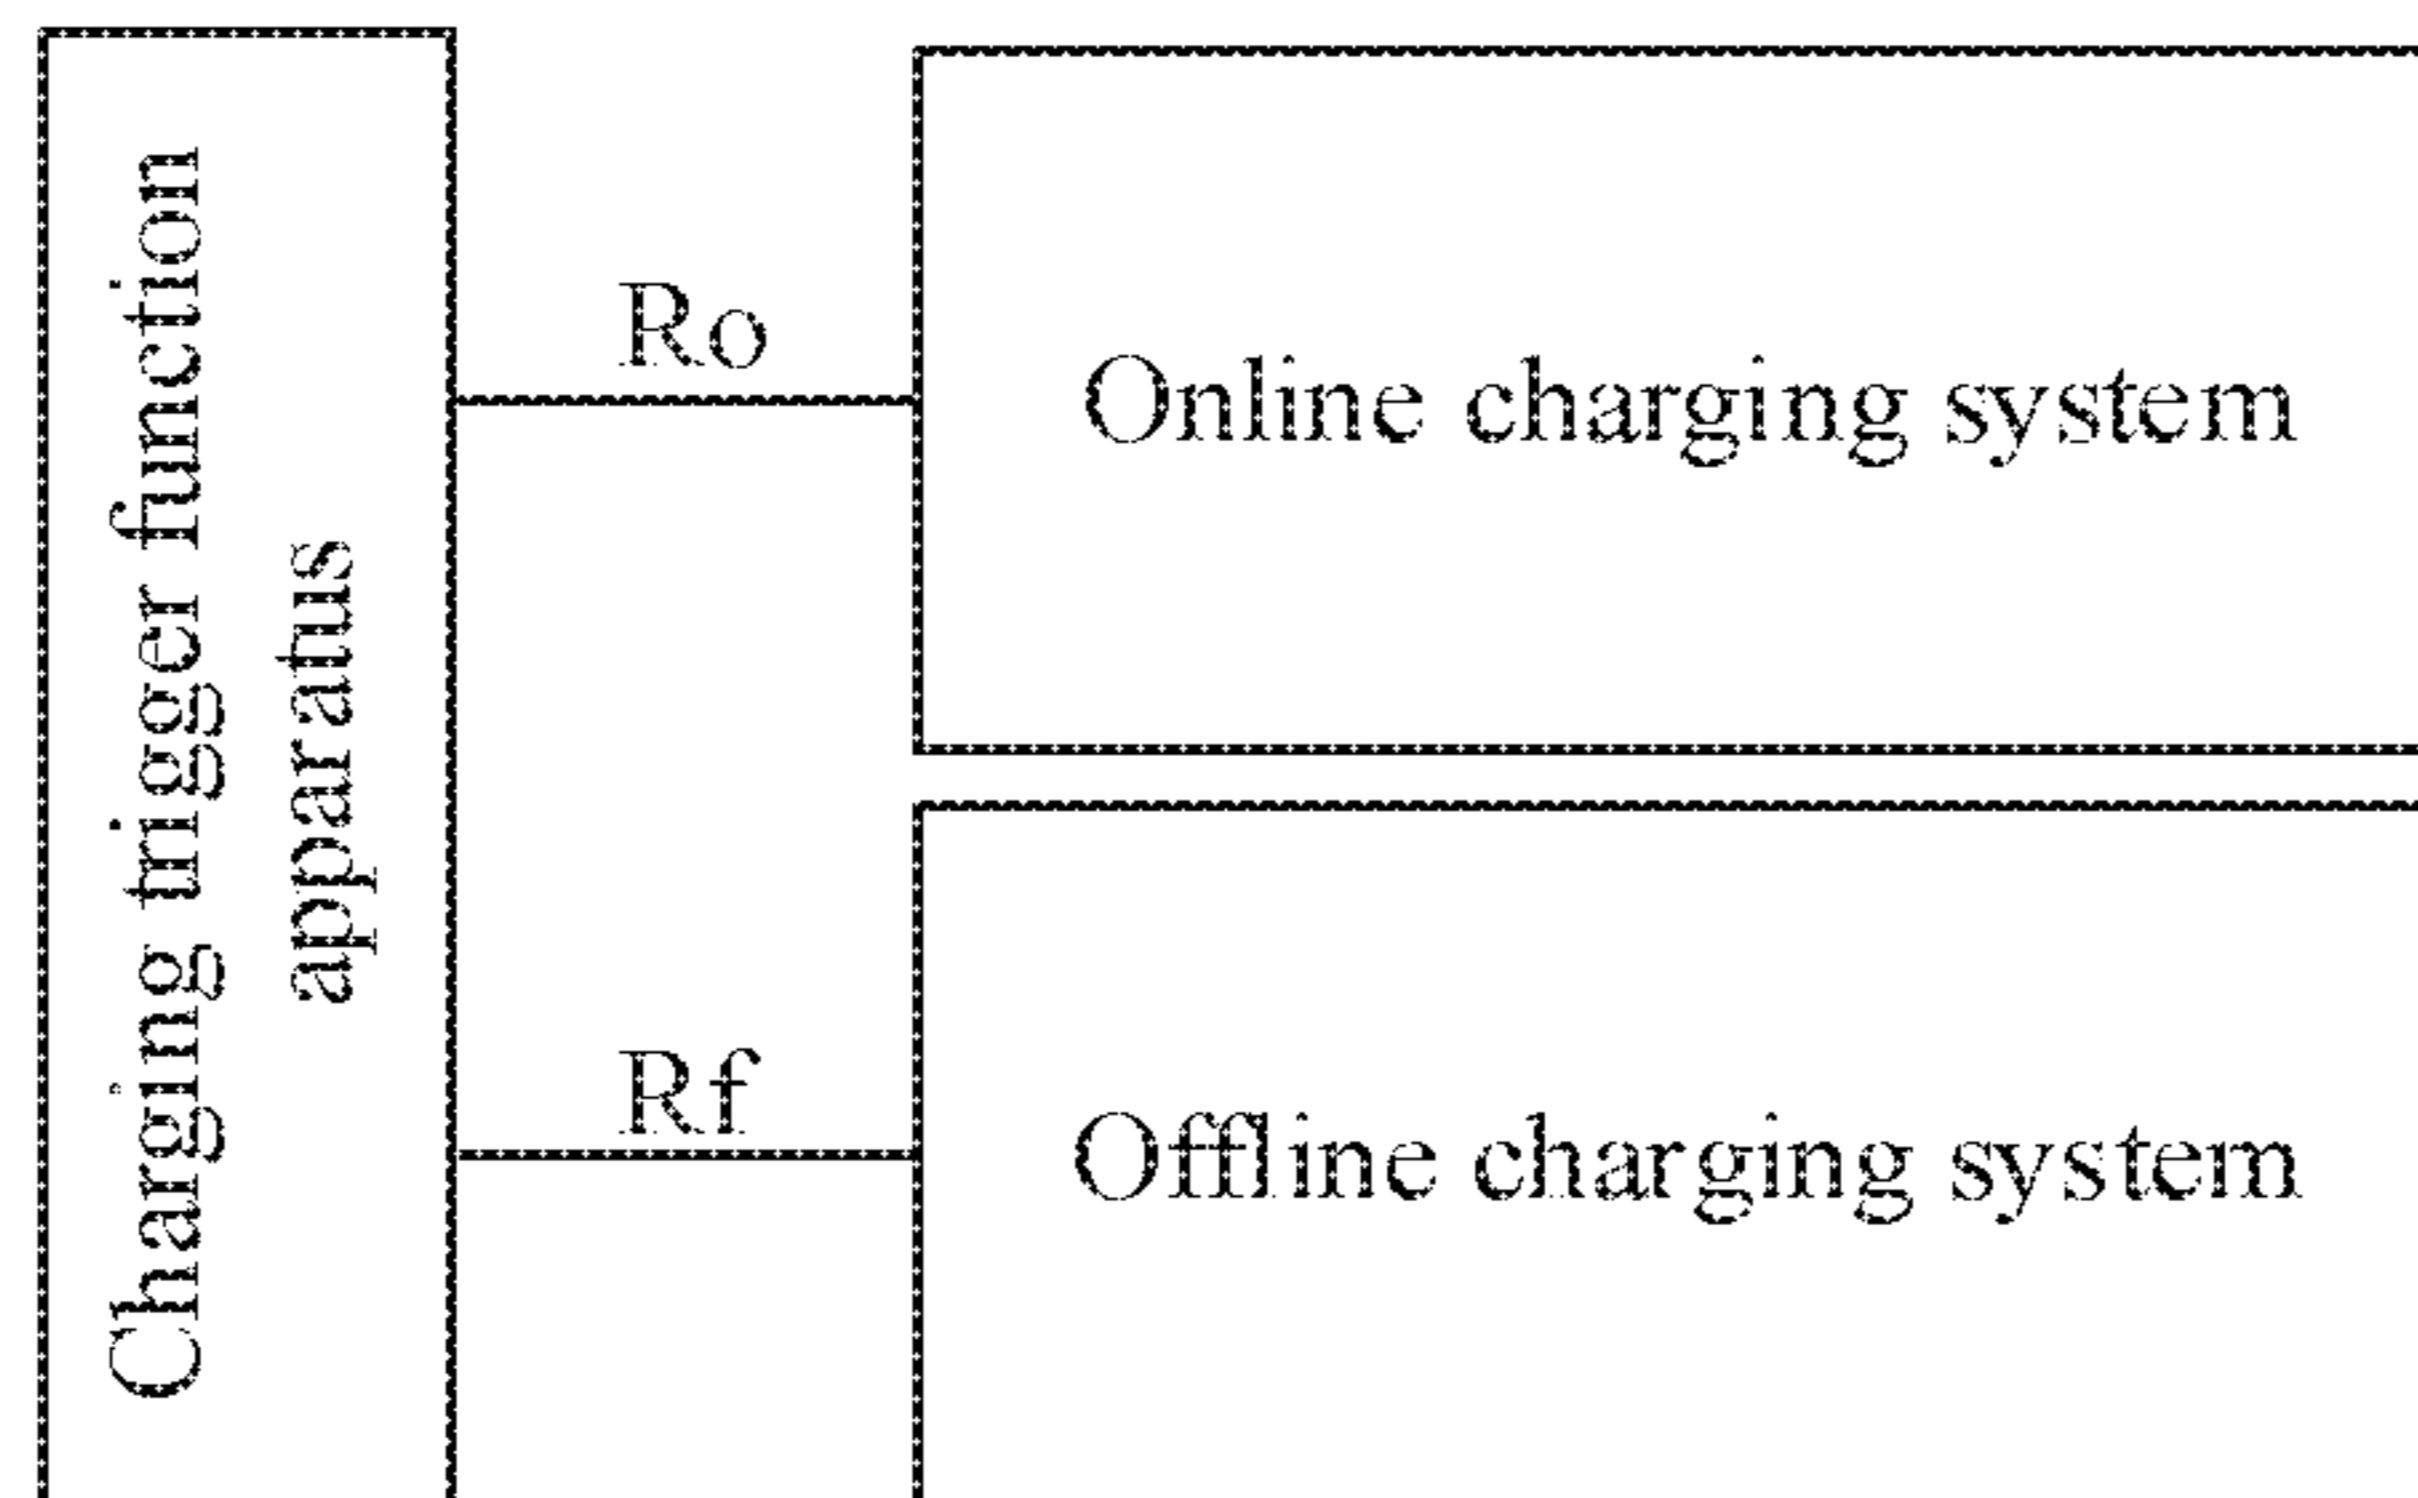 Charging trigger function
apparatus
Ro
Online charging system
Rf
Offline charging system